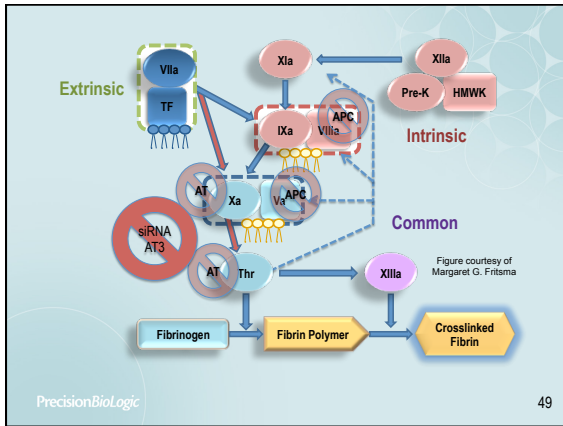 VIIa
TF
Extrinsic
XIa
XIIa
Pre-K
HMWK
Intrinsic
IXa
VIIIa
APC
AT
Xa
Va
APC
Common
siRNA
AT3
AT
Thr
XIIIa
Figure courtesy of
Margaret G. Fritsma
Fibrinogen
Fibrin Polymer
Crosslinked
Fibrin
PrecisionBioLogic
49